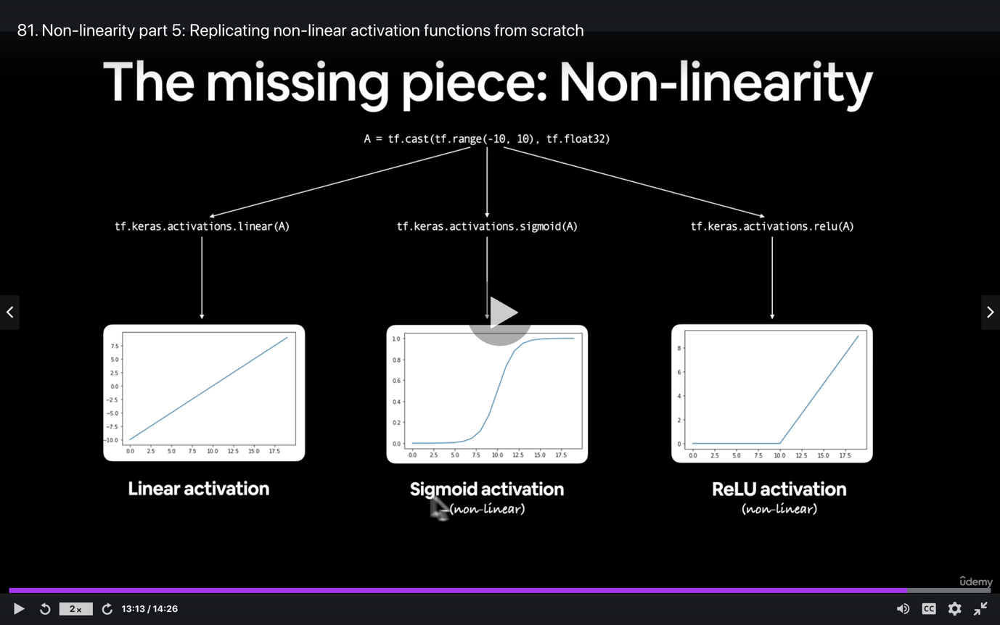 81. Non-linearity part 5: Replicating non-linear activation functions from scratch
The missing piece: Non-linearity
A = tf.cast(tf.range(-10, 10), tf.float32)
tf.keras.activations.linear(A)
tf.keras.activations.sigmoid(A)
tf.keras.activations.relu(A)
7.5
5.0
2.5
0.0
−2.5
−5.0
−7.5
−10.0
0.0 2.5 5.0 7.5 10.0 12.5 15.0 17.5
1.0
0.8
0.6
0.4
0.2
0.0
0.0 2.5 5.0 7.5 10.0 12.5 15.0 17.5
8
6
4
2
0
0.0 2.5 5.0 7.5 10.0 12.5 15.0 17.5
Linear activation
Sigmoid activation
(non-linear)
ReLU activation
(non-linear)
ûdemy
2x
13:13 / 14:26
CC